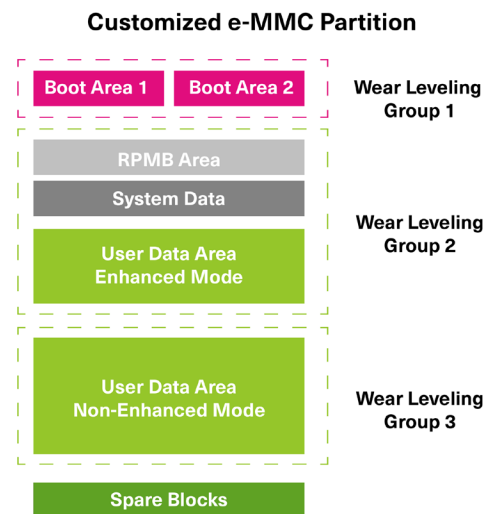 Customized e-MMC Partition
Boot Area 1
Boot Area 2
Wear Leveling
Group 1
RPMB Area
System Data
User Data Area
Enhanced Mode
Wear Leveling
Group 2
User Data Area
Non-Enhanced Mode
Wear Leveling
Group 3
Spare Blocks